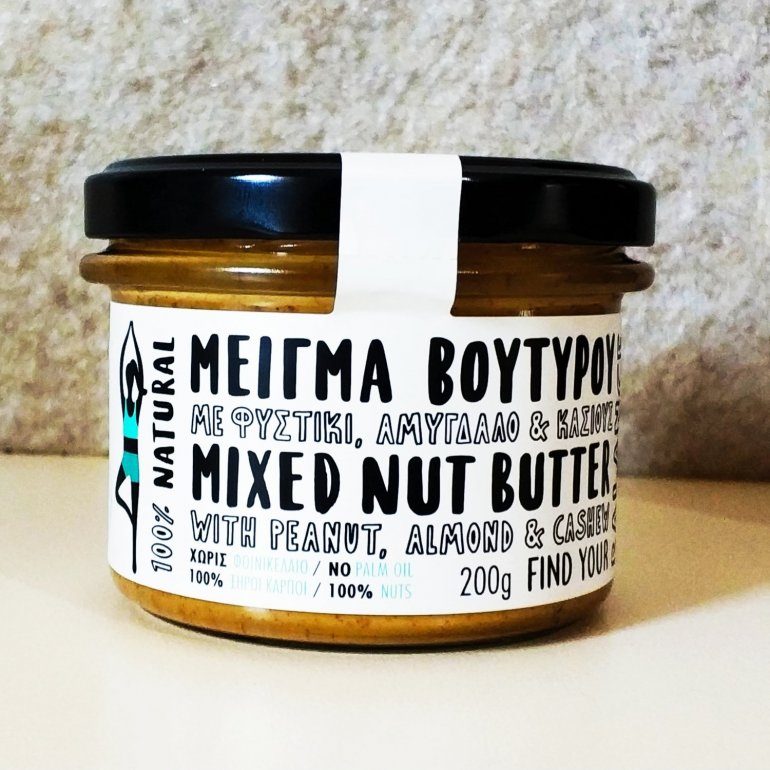 100% NATURAL
ΜΕΙΓΜΑ ΒΟΥΤΥΡΟΥ
ΜΕ ΦΥΣΤΙΚΙ, ΑΜΥΓΔΑΛΟ & ΚΑΣΙΟΥΣ
MIXED NUT BUTTER
WITH PEANUT, ALMOND & CASHEW
ΧΩΡΙΣ ΦΟΙΝΙΚΕΛΑΙΟ / NO PALM OIL
100% ΞΗΡΟΙ ΚΑΡΠΟΙ / 100% NUTS
200g
FIND YOUR